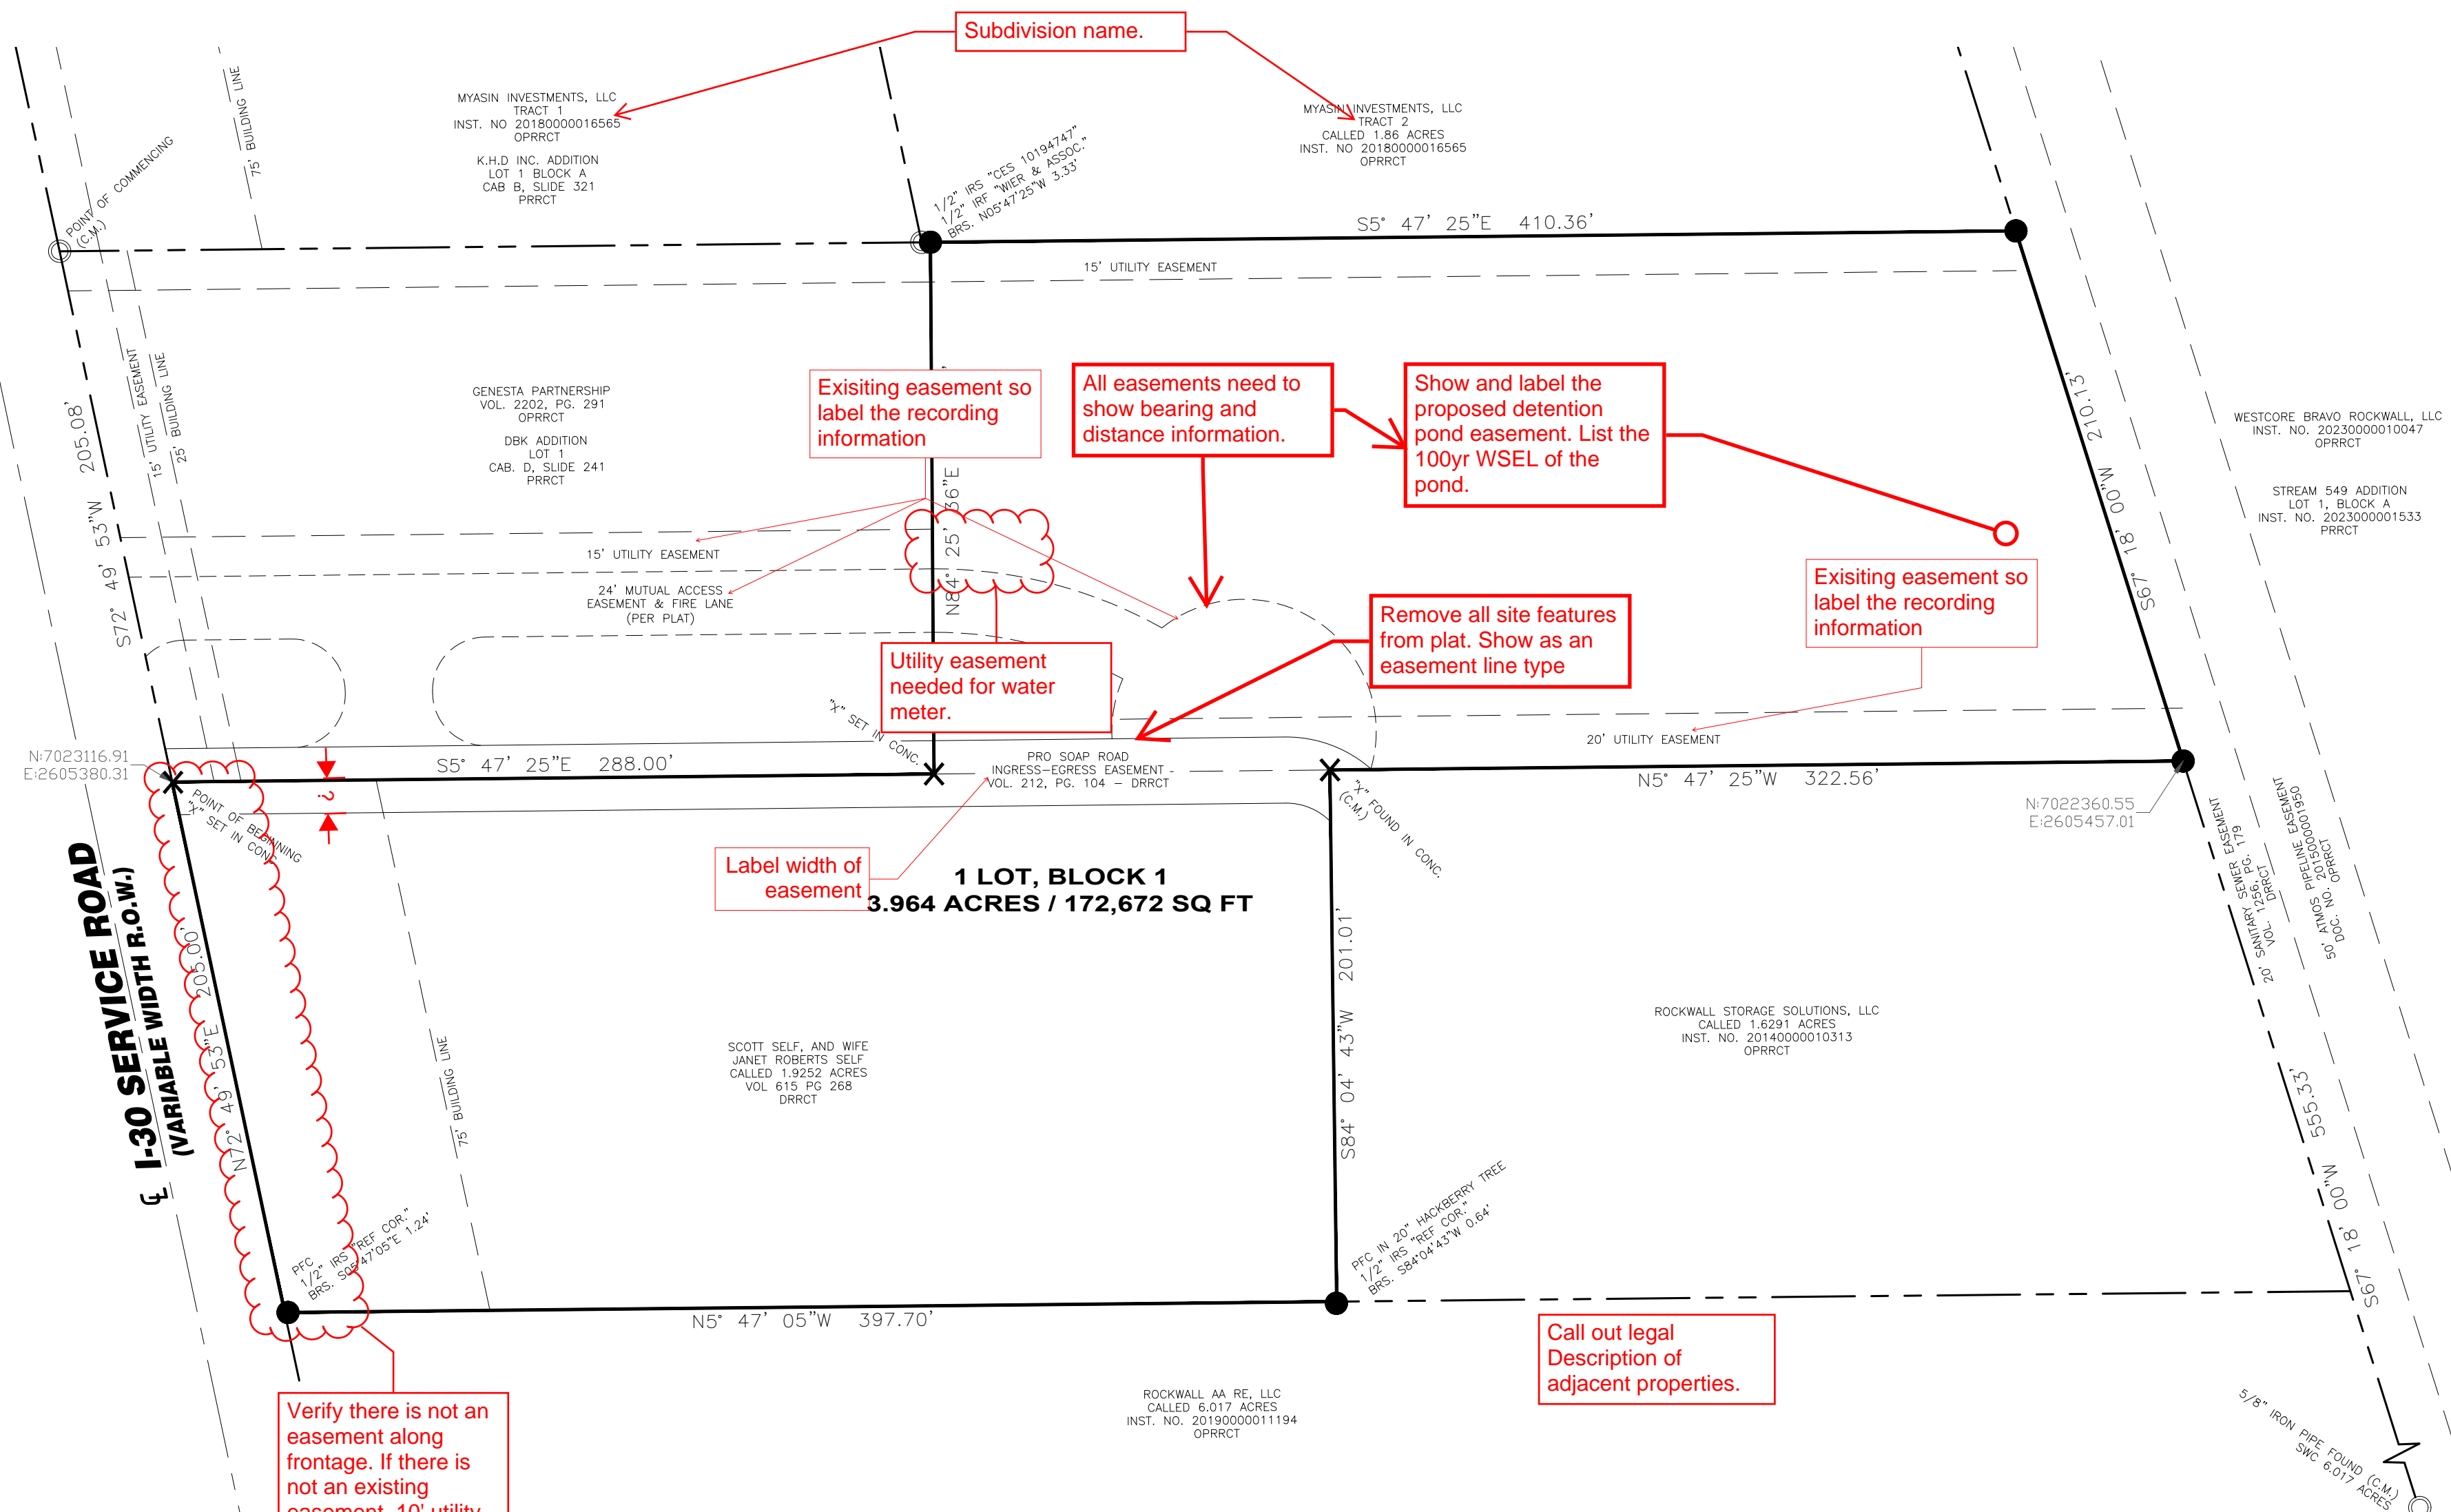 Subdivision name.
75' BUILDING LINE
MYASIN INVESTMENTS, LLC
TRACT 1
INST. NO 20180000016565
OPRRCT
K.H.D INC. ADDITION
LOT 1 BLOCK A
CAB B, SLIDE 321
PRRCT
MYASIN INVESTMENTS, LLC
TRACT 2
CALLED 1.86 ACRES
INST. NO 20180000016565
OPRRCT
POINT OF COMMENCING
(C.M.)
1/2" IRS "CES 10194747"
1/2" IRF "WIER & ASSOC."
BRS. N05°47'25"W 3.33'
S5° 47' 25"E 410.36'
15' UTILITY EASEMENT
15' UTILITY EASEMENT
25' BUILDING LINE
S72° 49' 53"W 205.08'
GENESTA PARTNERSHIP
VOL. 2202, PG. 291
OPRRCT
DBK ADDITION
LOT 1
CAB. D, SLIDE 241
PRRCT
Exisiting easement so
label the recording
information
All easements need to
show bearing and
distance information.
Show and label the
proposed detention
pond easement. List the
100yr WSEL of the
pond.
S67° 18' 00"W 210.13'
WESTCORE BRAVO ROCKWALL, LLC
INST. NO. 20230000010047
OPRRCT
STREAM 549 ADDITION
LOT 1, BLOCK A
INST. NO. 2023000001533
PRRCT
N84° 25' 36"E
15' UTILITY EASEMENT
24' MUTUAL ACCESS
EASEMENT & FIRE LANE
(PER PLAT)
Exisiting easement so
label the recording
information
Remove all site features
from plat. Show as an
easement line type
Utility easement
needed for water
meter.
"X" SET IN CONC.
20' UTILITY EASEMENT
N:7023116.91
E:2605380.31
S5° 47' 25"E 288.00'
PRO SOAP ROAD
INGRESS-EGRESS EASEMENT
VOL. 212, PG. 104 - DRRCT
N5° 47' 25"W 322.56'
N:7022360.55
E:2605457.01
?
POINT OF BEGINNING
"X" SET IN CONC.
"X" FOUND IN CONC.
(C.M.)
20' SANITARY SEWER EASEMENT
VOL. 1256, PG. 179
DRRCT
50' ATMOS PIPELINE EASEMENT
DOC. NO. 20150000001950
OPRRCT
Label width of
easement
1 LOT, BLOCK 1
3.964 ACRES / 172,672 SQ FT
℄ I-30 SERVICE ROAD
(VARIABLE WIDTH R.O.W.)
N72° 49' 53"E 205.00'
75' BUILDING LINE
S84° 04' 43"W 201.01'
SCOTT SELF, AND WIFE
JANET ROBERTS SELF
CALLED 1.9252 ACRES
VOL 615 PG 268
DRRCT
ROCKWALL STORAGE SOLUTIONS, LLC
CALLED 1.6291 ACRES
INST. NO. 20140000010313
OPRRCT
S67° 18' 00"W 555.33'
PFC
1/2" IRS "REF COR."
BRS. S05°47'05"E 1.24'
PFC IN 20" HACKBERRY TREE
1/2" IRS "REF COR."
BRS. S84°04'43"W 0.64'
N5° 47' 05"W 397.70'
Call out legal
Description of
adjacent properties.
Verify there is not an
easement along
frontage. If there is
not an existing
easement, 10' utility
ROCKWALL AA RE, LLC
CALLED 6.017 ACRES
INST. NO. 20190000011194
OPRRCT
5/8" IRON PIPE FOUND (C.M.)
SWC 6.017 ACRES